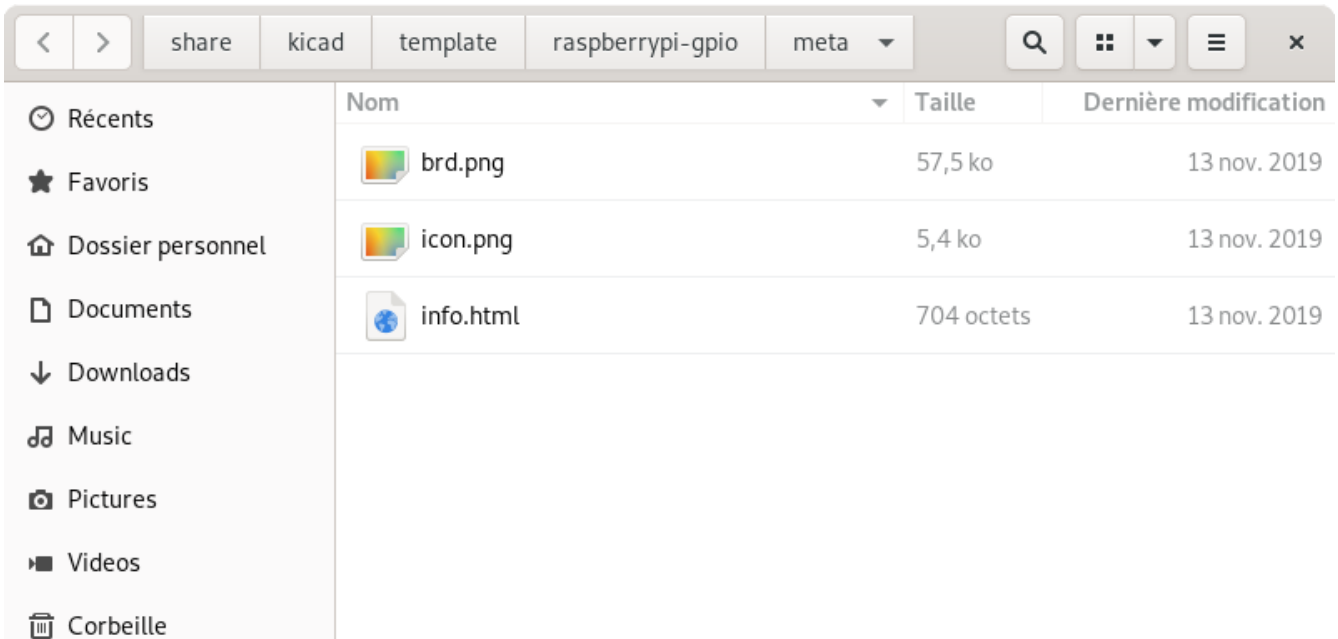 share kicad template raspberrypi-gpio meta
Nom Taille Dernière modification
Récents
brd.png 57,5 ko 13 nov. 2019
Favoris
icon.png 5,4 ko 13 nov. 2019
Dossier personnel
Documents
info.html 704 octets 13 nov. 2019
Downloads
Music
Pictures
Videos
Corbeille